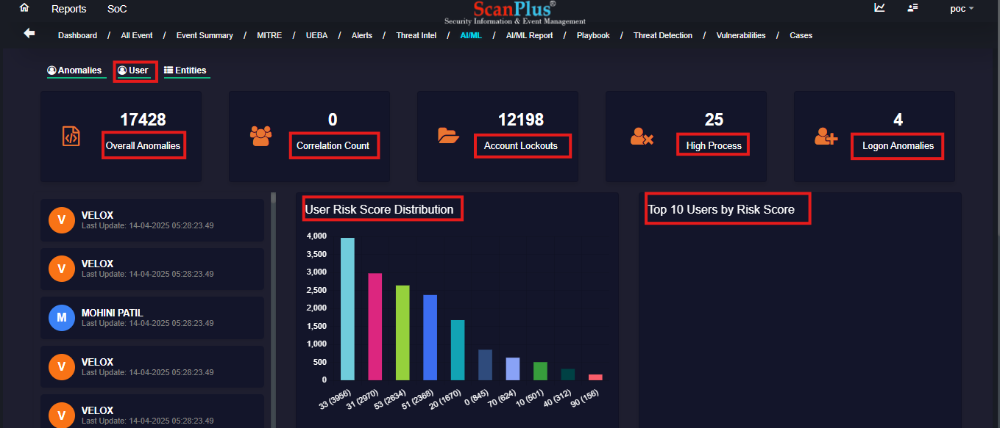 Reports SoC
ScanPlus®
Security Information & Event Management
poc
Dashboard / All Event / Event Summary / MITRE / UEBA / Alerts / Threat Intel / AI/ML / AI/ML Report / Playbook / Threat Detection / Vulnerabilities / Cases
Anomalies User Entities
17428
Overall Anomalies
0
Correlation Count
12198
Account Lockouts
25
High Process
4
Logon Anomalies
V
VELOX
Last Update: 14-04-2025 05:28:23.49
V
VELOX
Last Update: 14-04-2025 05:28:23.49
M
MOHINI PATIL
Last Update: 14-04-2025 05:28:23.49
V
VELOX
Last Update: 14-04-2025 05:28:23.49
V
VELOX
Last Update: 14-04-2025 05:28:23.49
User Risk Score Distribution
4,000
3,500
3,000
2,500
2,000
1,500
1,000
500
0
33 (3956)
31 (2970)
53 (2634)
51 (2368)
20 (1670)
0 (845)
70 (624)
10 (501)
40 (312)
90 (156)
Top 10 Users by Risk Score